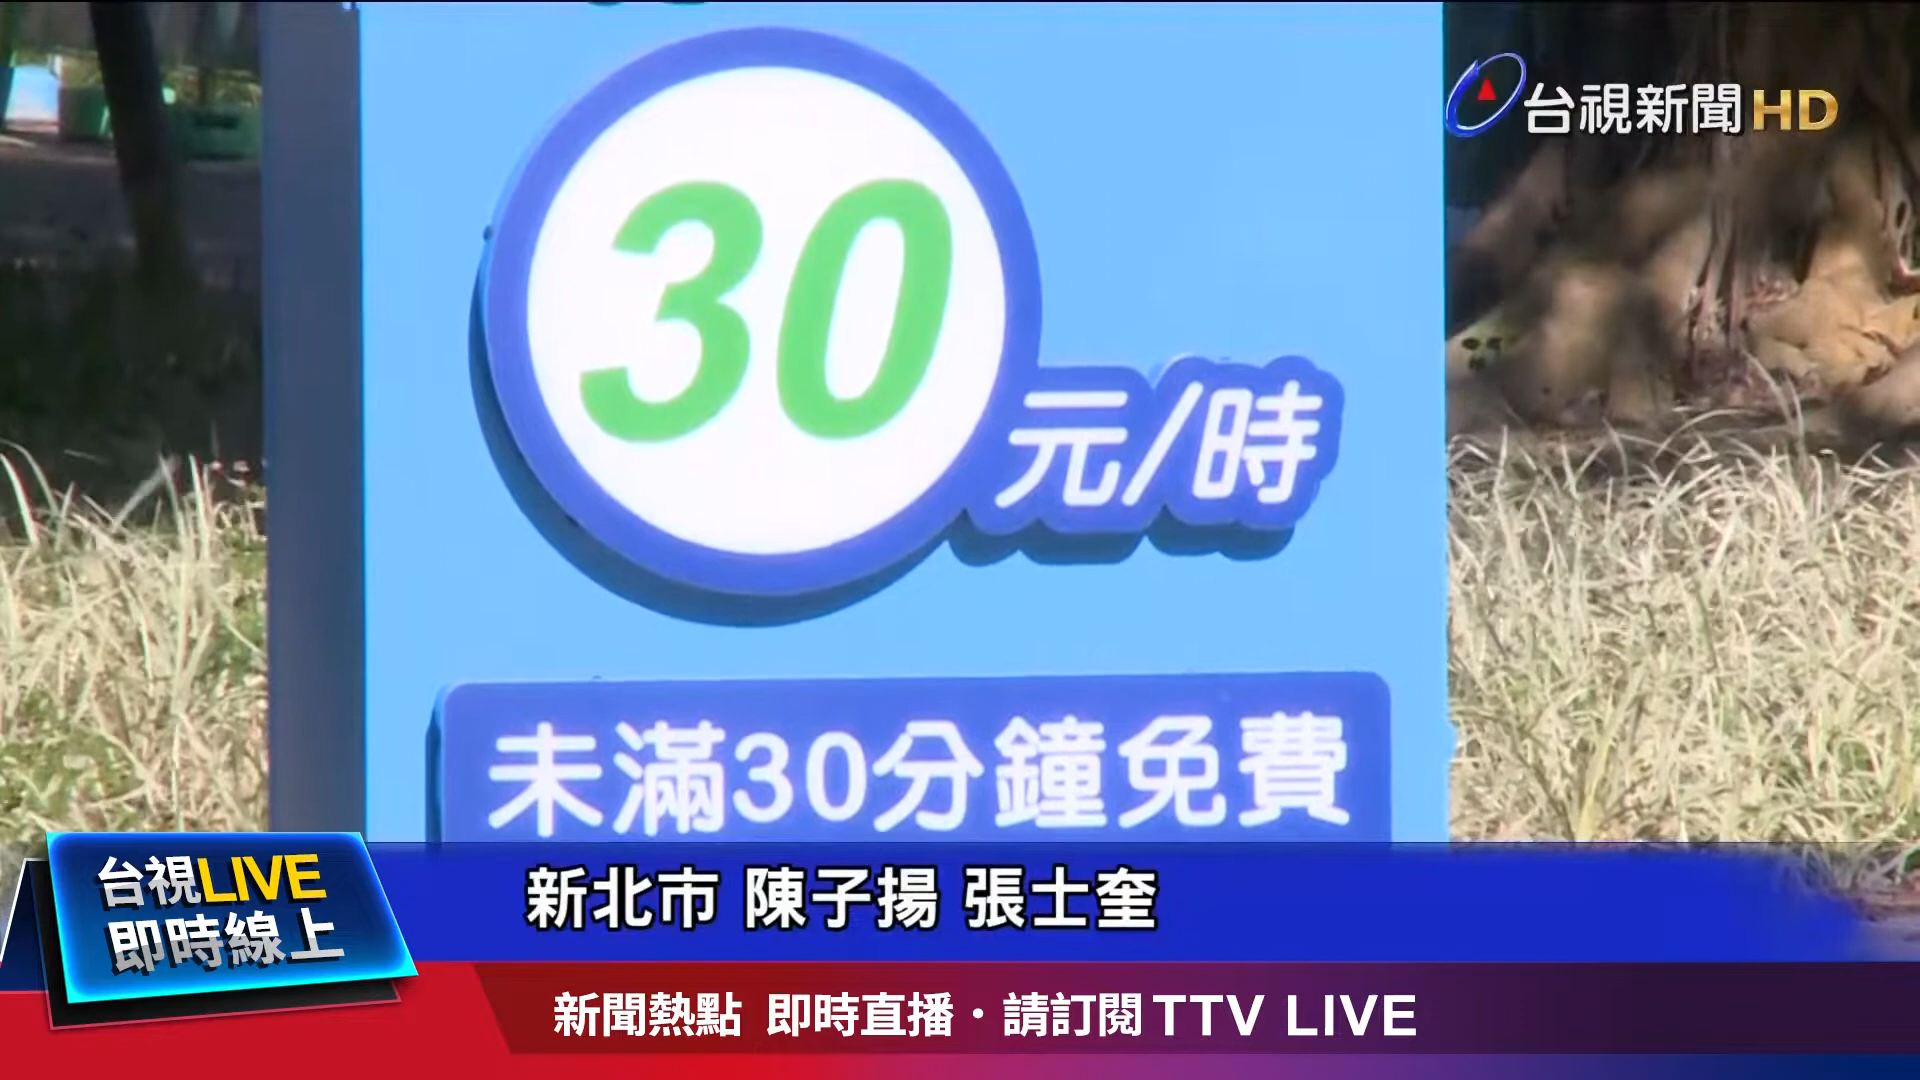 台視新聞HD
30元/時
未滿30分鐘免費
台視LIVE
即時線上
新北市 陳子揚 張士奎
新聞熱點 即時直播・請訂閱TTV LIVE